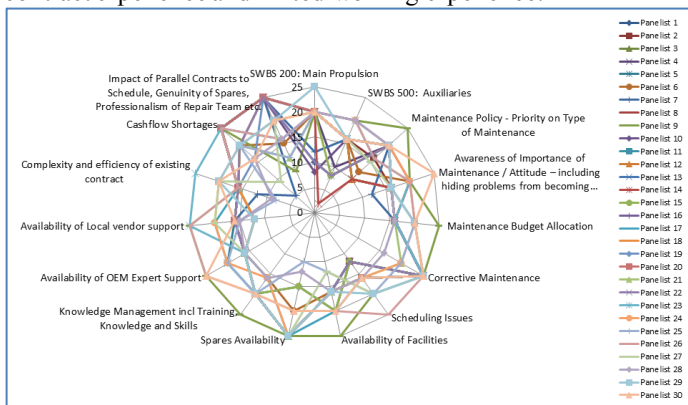 SWBS 200: Main Propulsion
SWBS 500: Auxiliaries
Maintenance Policy - Priority on Type
of Maintenance
Awareness of Importance of
Maintenance / Attitude – including
hiding problems from becoming...
Maintenance Budget Allocation
Corrective Maintenance
Scheduling Issues
Availability of Facilities
Spares Availability
Knowledge Management incl Training,
Knowledge and Skills
Availability of OEM Expert Support
Availability of Local vendor support
Complexity and efficiency of existing
contract
Cashflow Shortages
Impact of Parallel Contracts to
Schedule, Genuinity of Spares,
Professionalism of Repair Team etc
25
20
15
10
5
0
Panelist 1
Panelist 2
Panelist 3
Panelist 4
Panelist 5
Panelist 6
Panelist 7
Panelist 8
Panelist 9
Panelist 10
Panelist 11
Panelist 12
Panelist 13
Panelist 14
Panelist 15
Panelist 16
Panelist 17
Panelist 18
Panelist 19
Panelist 20
Panelist 21
Panelist 22
Panelist 23
Panelist 24
Panelist 25
Panelist 26
Panelist 27
Panelist 28
Panelist 29
Panelist 30